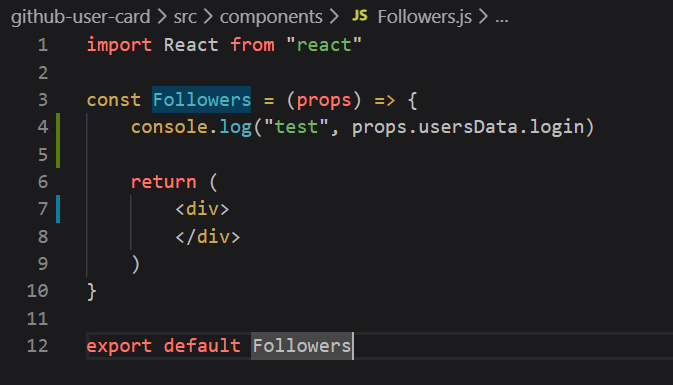 github-user-card > src > components > JS Followers.js > ...
1 import React from "react"
2
3 const Followers = (props) => {
4     console.log("test", props.usersData.login)
5
6     return (
7         <div>
8         </div>
9     )
10 }
11
12 export default Followers